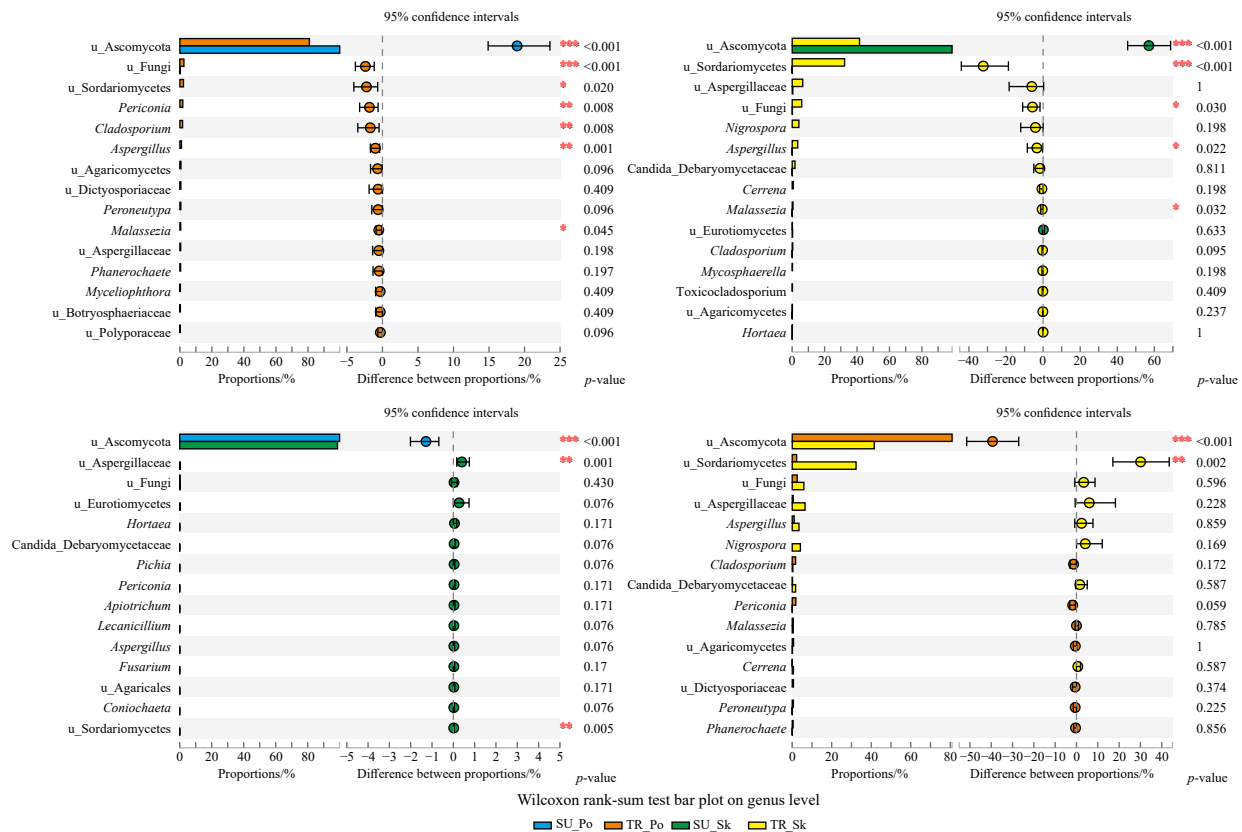 95% confidence intervals
u_Ascomycota *** <0.001
u_Fungi *** <0.001
u_Sordariomycetes * 0.020
Periconia ** 0.008
Cladosporium ** 0.008
Aspergillus ** 0.001
u_Agaricomycetes 0.096
u_Dictyosporiaceae 0.409
Peroneutypa 0.096
Malassezia * 0.045
u_Aspergillaceae 0.198
Phanerochaete 0.197
Myceliophthora 0.409
u_Botryosphaeriaceae 0.409
u_Polyporaceae 0.096
0 20 40 60 80 −5 0 5 10 15 20 25
Proportions/% Difference between proportions/% p-value
95% confidence intervals
u_Ascomycota *** <0.001
u_Sordariomycetes *** <0.001
u_Aspergillaceae 1
u_Fungi * 0.030
Nigrospora 0.198
Aspergillus * 0.022
Candida_Debaryomycetaceae 0.811
Cerrena 0.198
Malassezia * 0.032
u_Eurotiomycetes 0.633
Cladosporium 0.095
Mycosphaerella 0.198
Toxicocladosporium 0.409
u_Agaricomycetes 0.237
Hortaea 1
0 20 40 60 80 −40 −20 0 20 40 60
Proportions/% Difference between proportions/% p-value
95% confidence intervals
u_Ascomycota *** <0.001
u_Aspergillaceae ** 0.001
u_Fungi 0.430
u_Eurotiomycetes 0.076
Hortaea 0.171
Candida_Debaryomycetaceae 0.076
Pichia 0.076
Periconia 0.171
Apiotrichum 0.171
Lecanicillium 0.076
Aspergillus 0.076
Fusarium 0.17
u_Agaricales 0.171
Coniochaeta 0.076
u_Sordariomycetes ** 0.005
0 20 40 60 80 −5 −4 −3 −2 −1 0 1 2 3 4 5
Proportions/% Difference between proportions/% p-value
95% confidence intervals
u_Ascomycota *** <0.001
u_Sordariomycetes ** 0.002
u_Fungi 0.596
u_Aspergillaceae 0.228
Aspergillus 0.859
Nigrospora 0.169
Cladosporium 0.172
Candida_Debaryomycetaceae 0.587
Periconia 0.059
Malassezia 0.785
u_Agaricomycetes 1
Cerrena 0.587
u_Dictyosporiaceae 0.374
Peroneutypa 0.225
Phanerochaete 0.856
0 20 40 60 80 −50 −40 −30 −20 −10 0 10 20 30 40
Proportions/% Difference between proportions/% p-value
Wilcoxon rank-sum test bar plot on genus level
SU_Po TR_Po SU_Sk TR_Sk